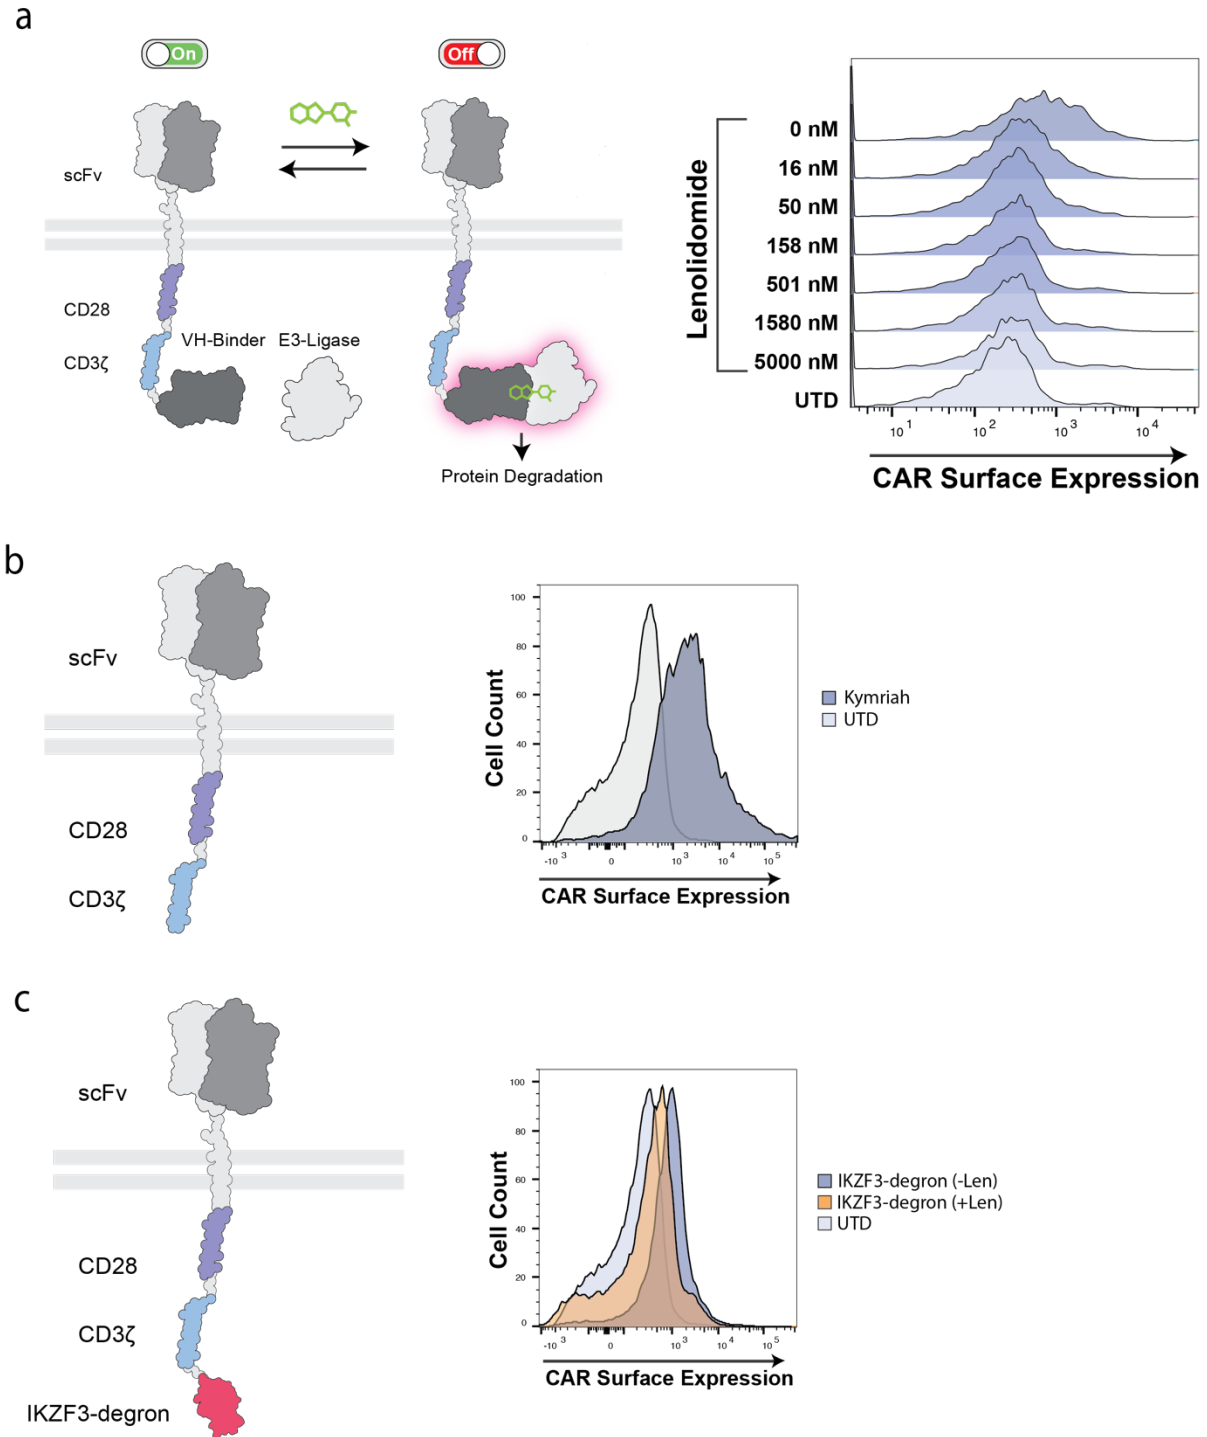 a
On
Off
scFv
CD28
CD3ζ
VH-Binder
E3-Ligase
Protein Degradation
Lenolidomide
0 nM
16 nM
50 nM
158 nM
501 nM
1580 nM
5000 nM
UTD
10 1
10 2
10 3
10 4
CAR Surface Expression
b
scFv
CD28
CD3ζ
Cell Count
100
80
60
40
20
0
-10 3
0
10 3
10 4
10 5
CAR Surface Expression
Kymriah
UTD
c
scFv
CD28
CD3ζ
IKZF3-degron
Cell Count
100
80
60
40
20
0
-10 3
0
10 3
10 4
10 5
CAR Surface Expression
IKZF3-degron (-Len)
IKZF3-degron (+Len)
UTD